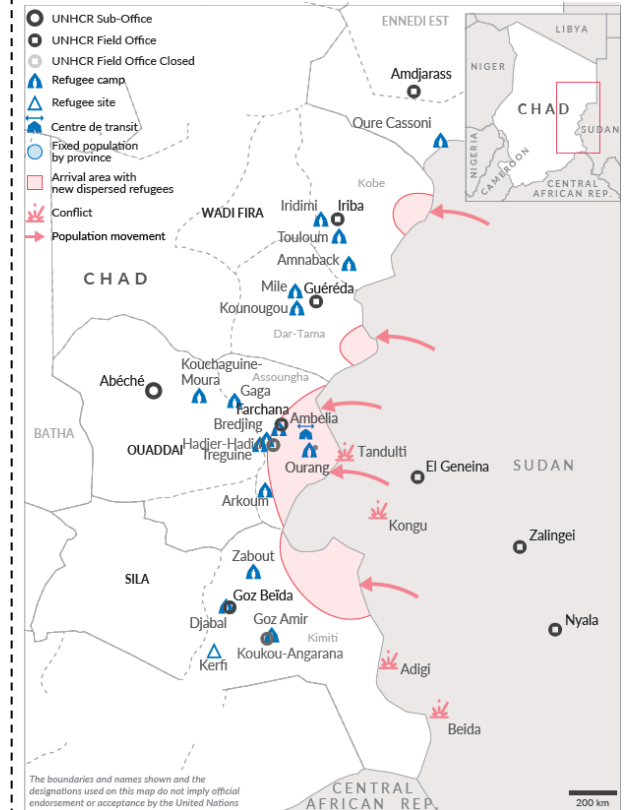 UNHCR Sub-Office
UNHCR Field Office
UNHCR Field Office Closed
Refugee camp
Refugee site
Centre de transit
Fixed population
by province
Arrival area with
new dispersed refugees
Conflict
Population movement
ENNEDI EST
Amdjarass
Oure Cassoni
LIBYA
NIGER
CHAD
SUDAN
NIGERIA
CAMEROON
CENTRAL
AFRICAN REP.
Kobe
WADI FIRA
Iridimi
Iriba
Touloum
Amnaback
CHAD
Mile
Guéréda
Kounougou
Dar-Tama
Kouchaguine-
Moura
Assoungha
Abéché
Gaga
Farchana
Bredjing
Ambelia
BATHA
OUADDAI
Hadjer-Hadid
Treguine
Tandulti
Ourang
El Geneina
SUDAN
Arkoum
Kongu
Zalingei
Zabout
SILA
Goz Beïda
Djabal
Goz Amir
Nyala
Kimiti
Koukou-Angarana
Kerfi
Adigi
Beida
The boundaries and names shown and the
designations used on this map do not imply official
endorsement or acceptance by the United Nations
CENTRAL
AFRICAN REP.
200 km